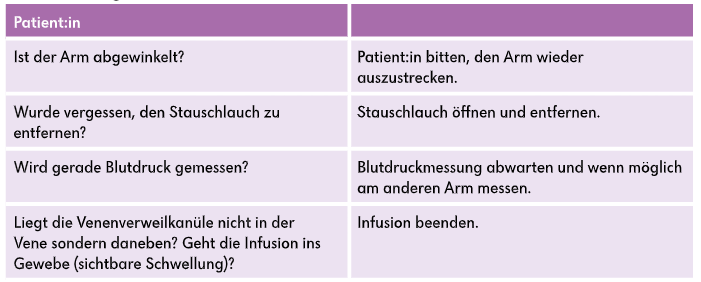 Patient:in
Ist der Arm abgewinkelt?
Patient:in bitten, den Arm wieder
auszustrecken.
Wurde vergessen, den Stauschlauch zu
entfernen?
Stauschlauch öffnen und entfernen.
Wird gerade Blutdruck gemessen?
Blutdruckmessung abwarten und wenn möglich
am anderen Arm messen.
Liegt die Venenverweilkanüle nicht in der
Vene sondern daneben? Geht die Infusion ins
Gewebe (sichtbare Schwellung)?
Infusion beenden.